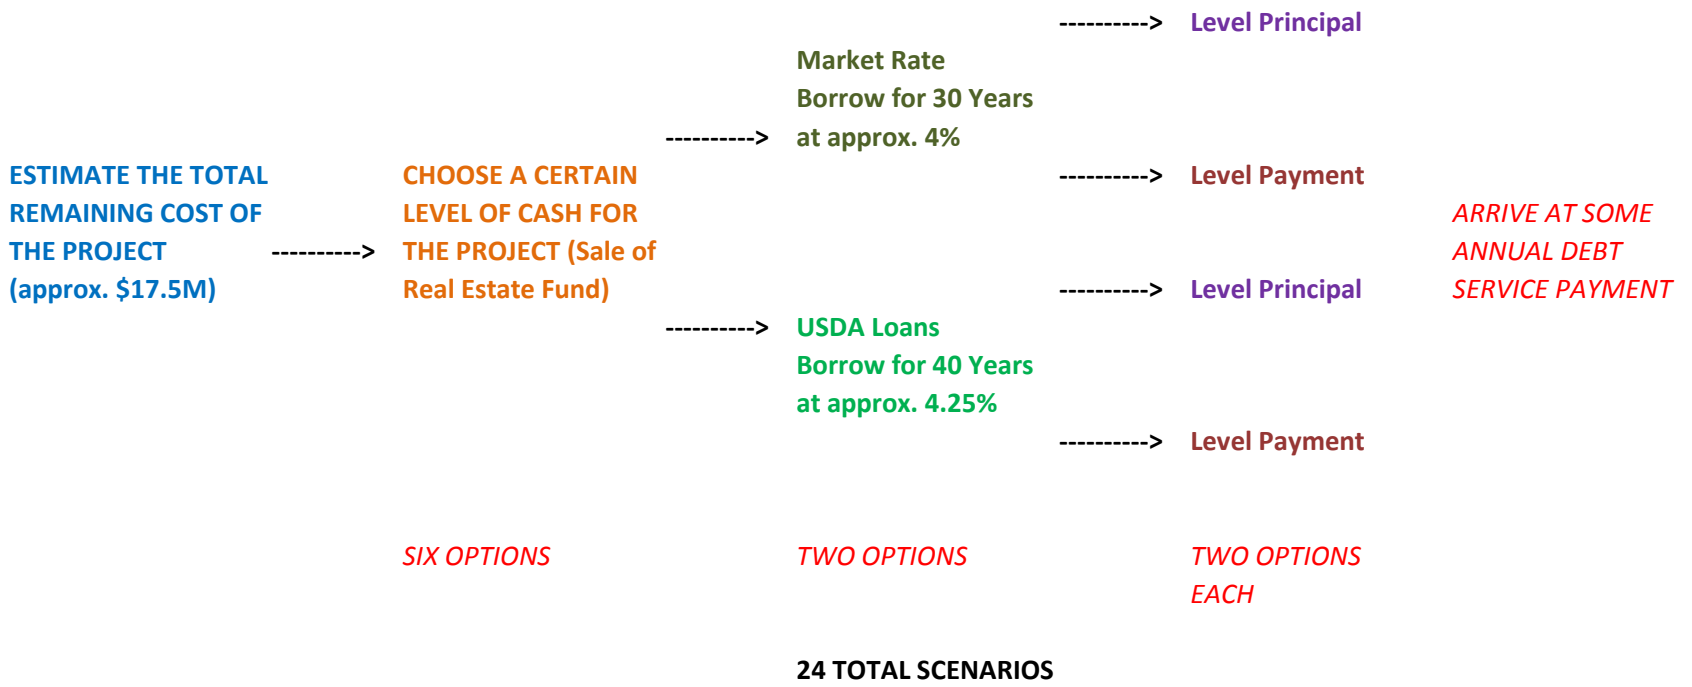 ESTIMATE THE TOTAL
REMAINING COST OF
THE PROJECT
(approx. $17.5M)
---------->
CHOOSE A CERTAIN
LEVEL OF CASH FOR
THE PROJECT (Sale of
Real Estate Fund)
---------->
Market Rate
Borrow for 30 Years
at approx. 4%
----------> Level Principal
----------> Level Payment
---------->
USDA Loans
Borrow for 40 Years
at approx. 4.25%
----------> Level Principal
----------> Level Payment
ARRIVE AT SOME
ANNUAL DEBT
SERVICE PAYMENT
SIX OPTIONS
TWO OPTIONS
TWO OPTIONS
EACH
24 TOTAL SCENARIOS